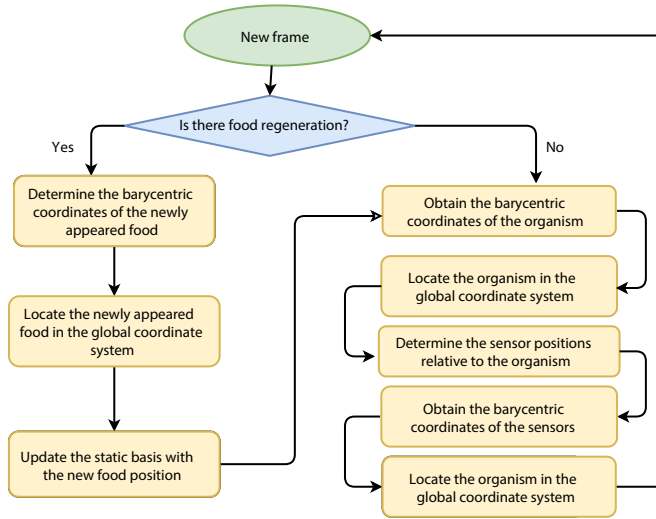 New frame
Is there food regeneration?
Yes
No
Determine the barycentric
coordinates of the newly
appeared food
Locate the newly appeared
food in the global coordinate
system
Update the static basis with
the new food position
Obtain the barycentric
coordinates of the organism
Locate the organism in the
global coordinate system
Determine the sensor positions
relative to the organism
Obtain the barycentric
coordinates of the sensors
Locate the organism in the
global coordinate system